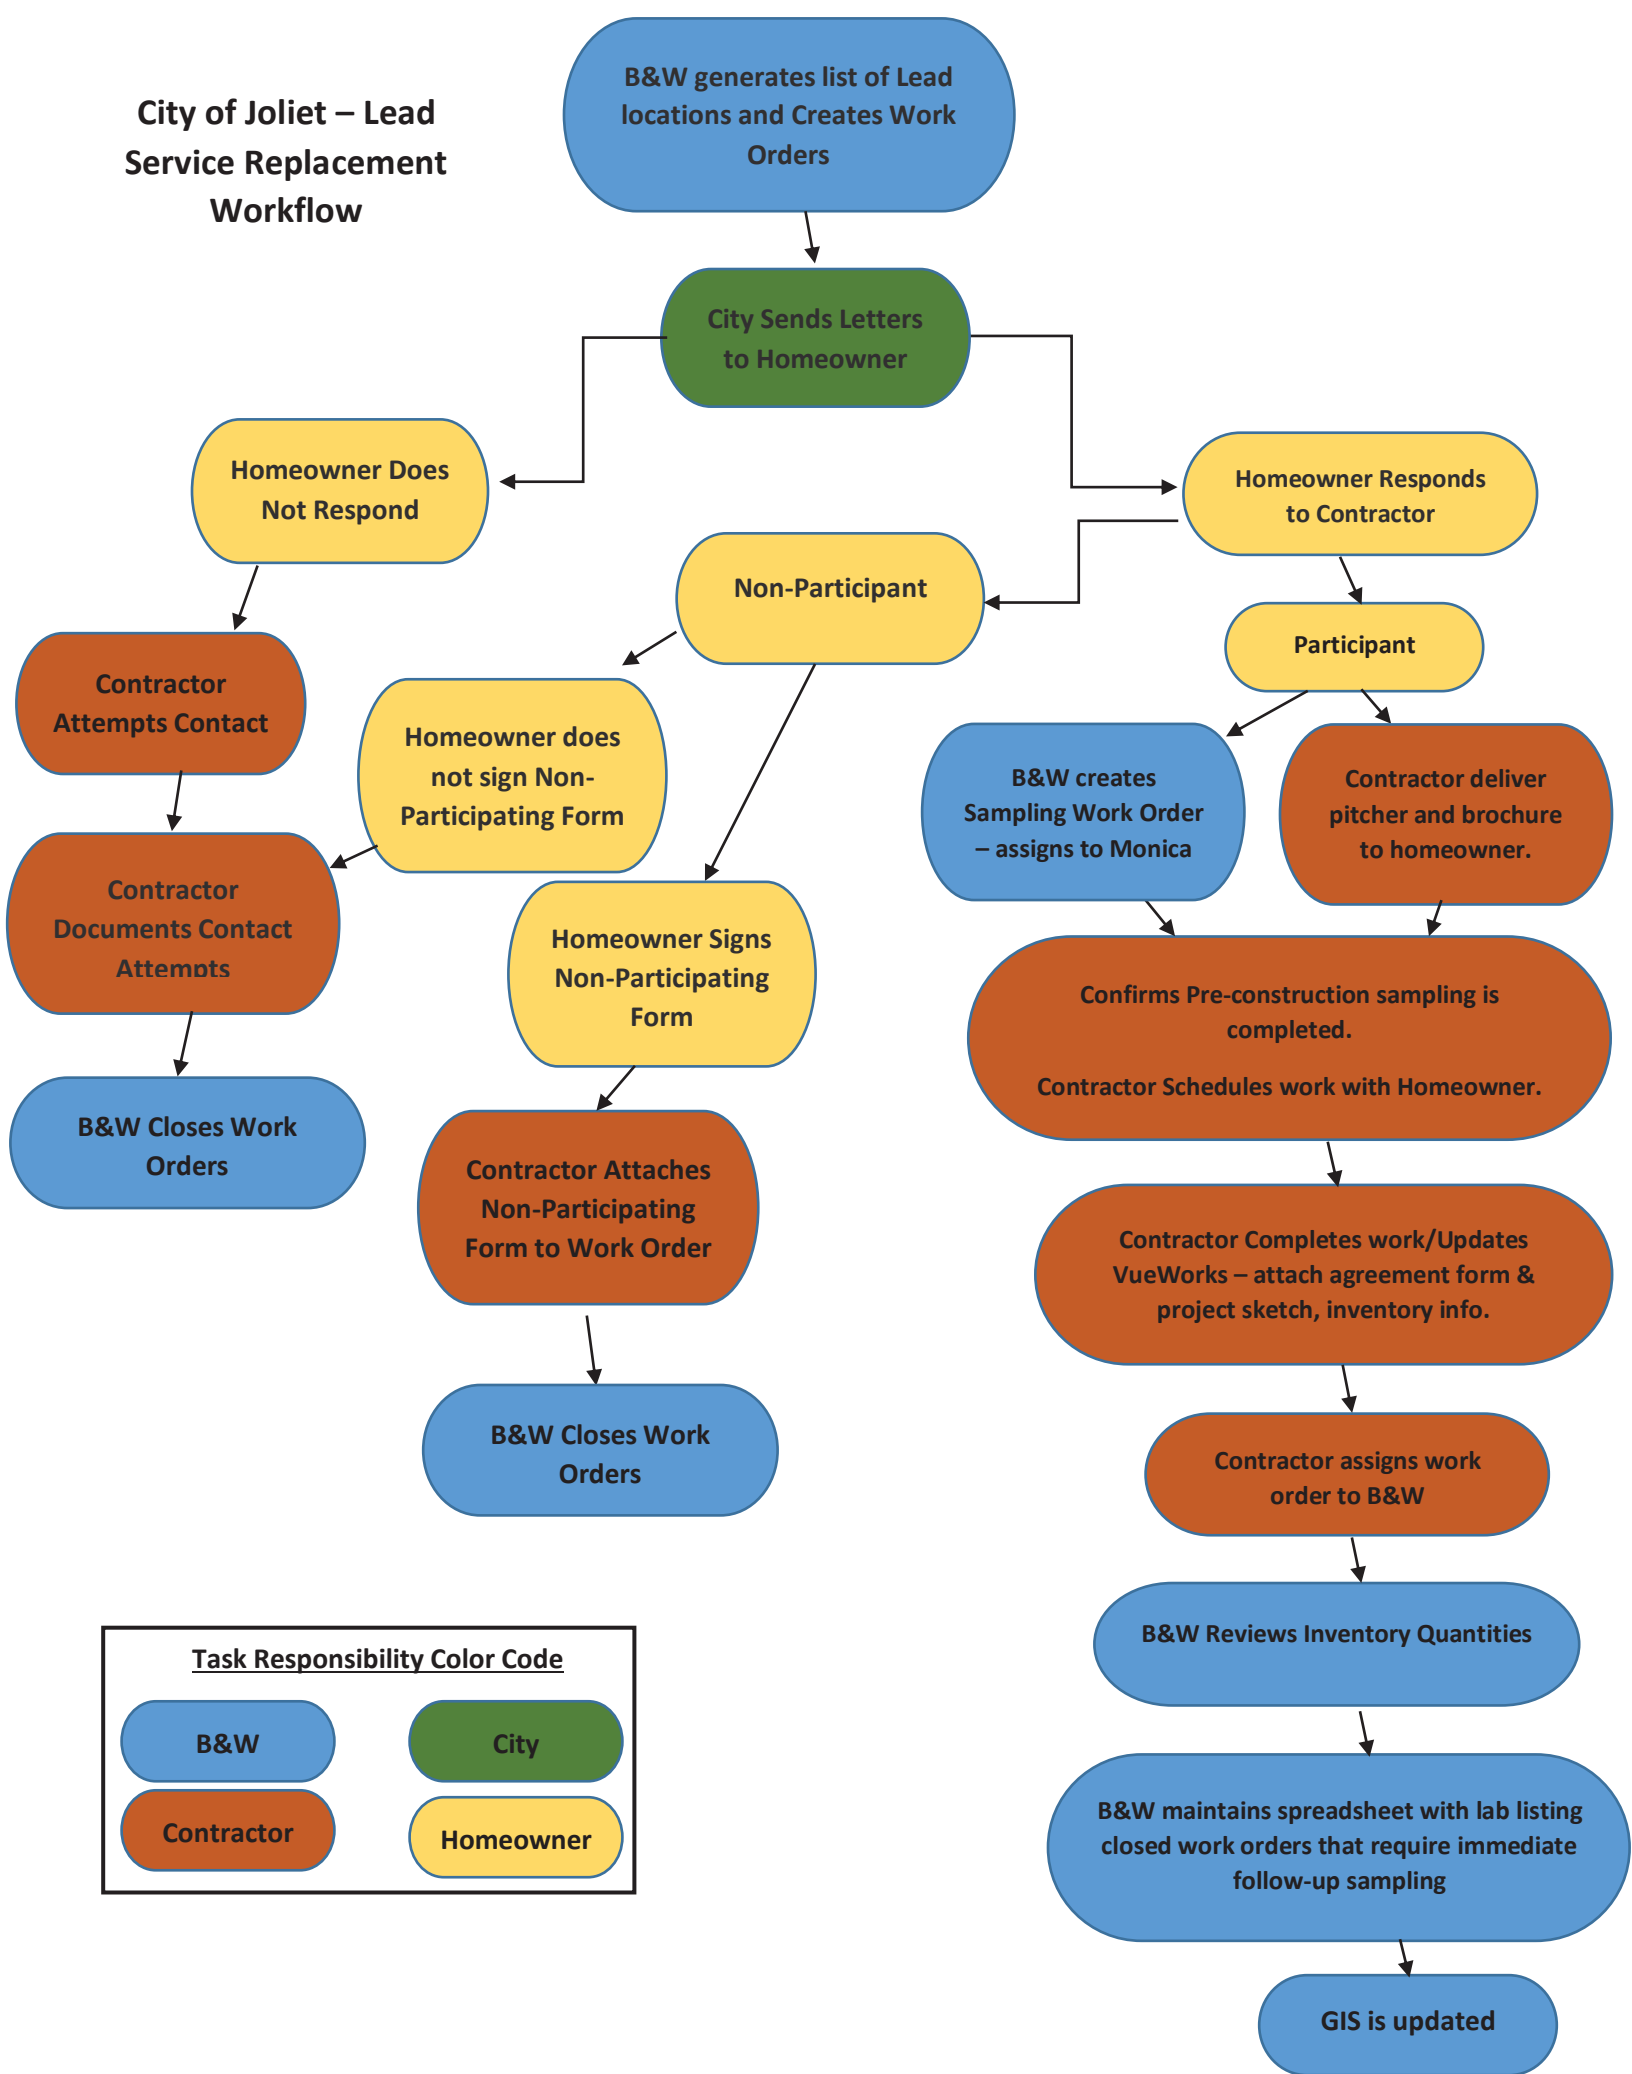 City of Joliet – Lead
Service Replacement
Workflow
B&W generates list of Lead
locations and Creates Work
Orders
City Sends Letters
to Homeowner
Homeowner Does
Not Respond
Homeowner Responds
to Contractor
Non-Participant
Participant
Contractor
Attempts Contact
Homeowner does
not sign Non-
Participating Form
B&W creates
Sampling Work Order
– assigns to Monica
Contractor deliver
pitcher and brochure
to homeowner.
Contractor
Documents Contact
Attempts
Homeowner Signs
Non-Participating
Form
Confirms Pre-construction sampling is
completed.
Contractor Schedules work with Homeowner.
B&W Closes Work
Orders
Contractor Attaches
Non-Participating
Form to Work Order
Contractor Completes work/Updates
VueWorks – attach agreement form &
project sketch, inventory info.
B&W Closes Work
Orders
Contractor assigns work
order to B&W
B&W Reviews Inventory Quantities
Task Responsibility Color Code
B&W
City
Contractor
Homeowner
B&W maintains spreadsheet with lab listing
closed work orders that require immediate
follow-up sampling
GIS is updated